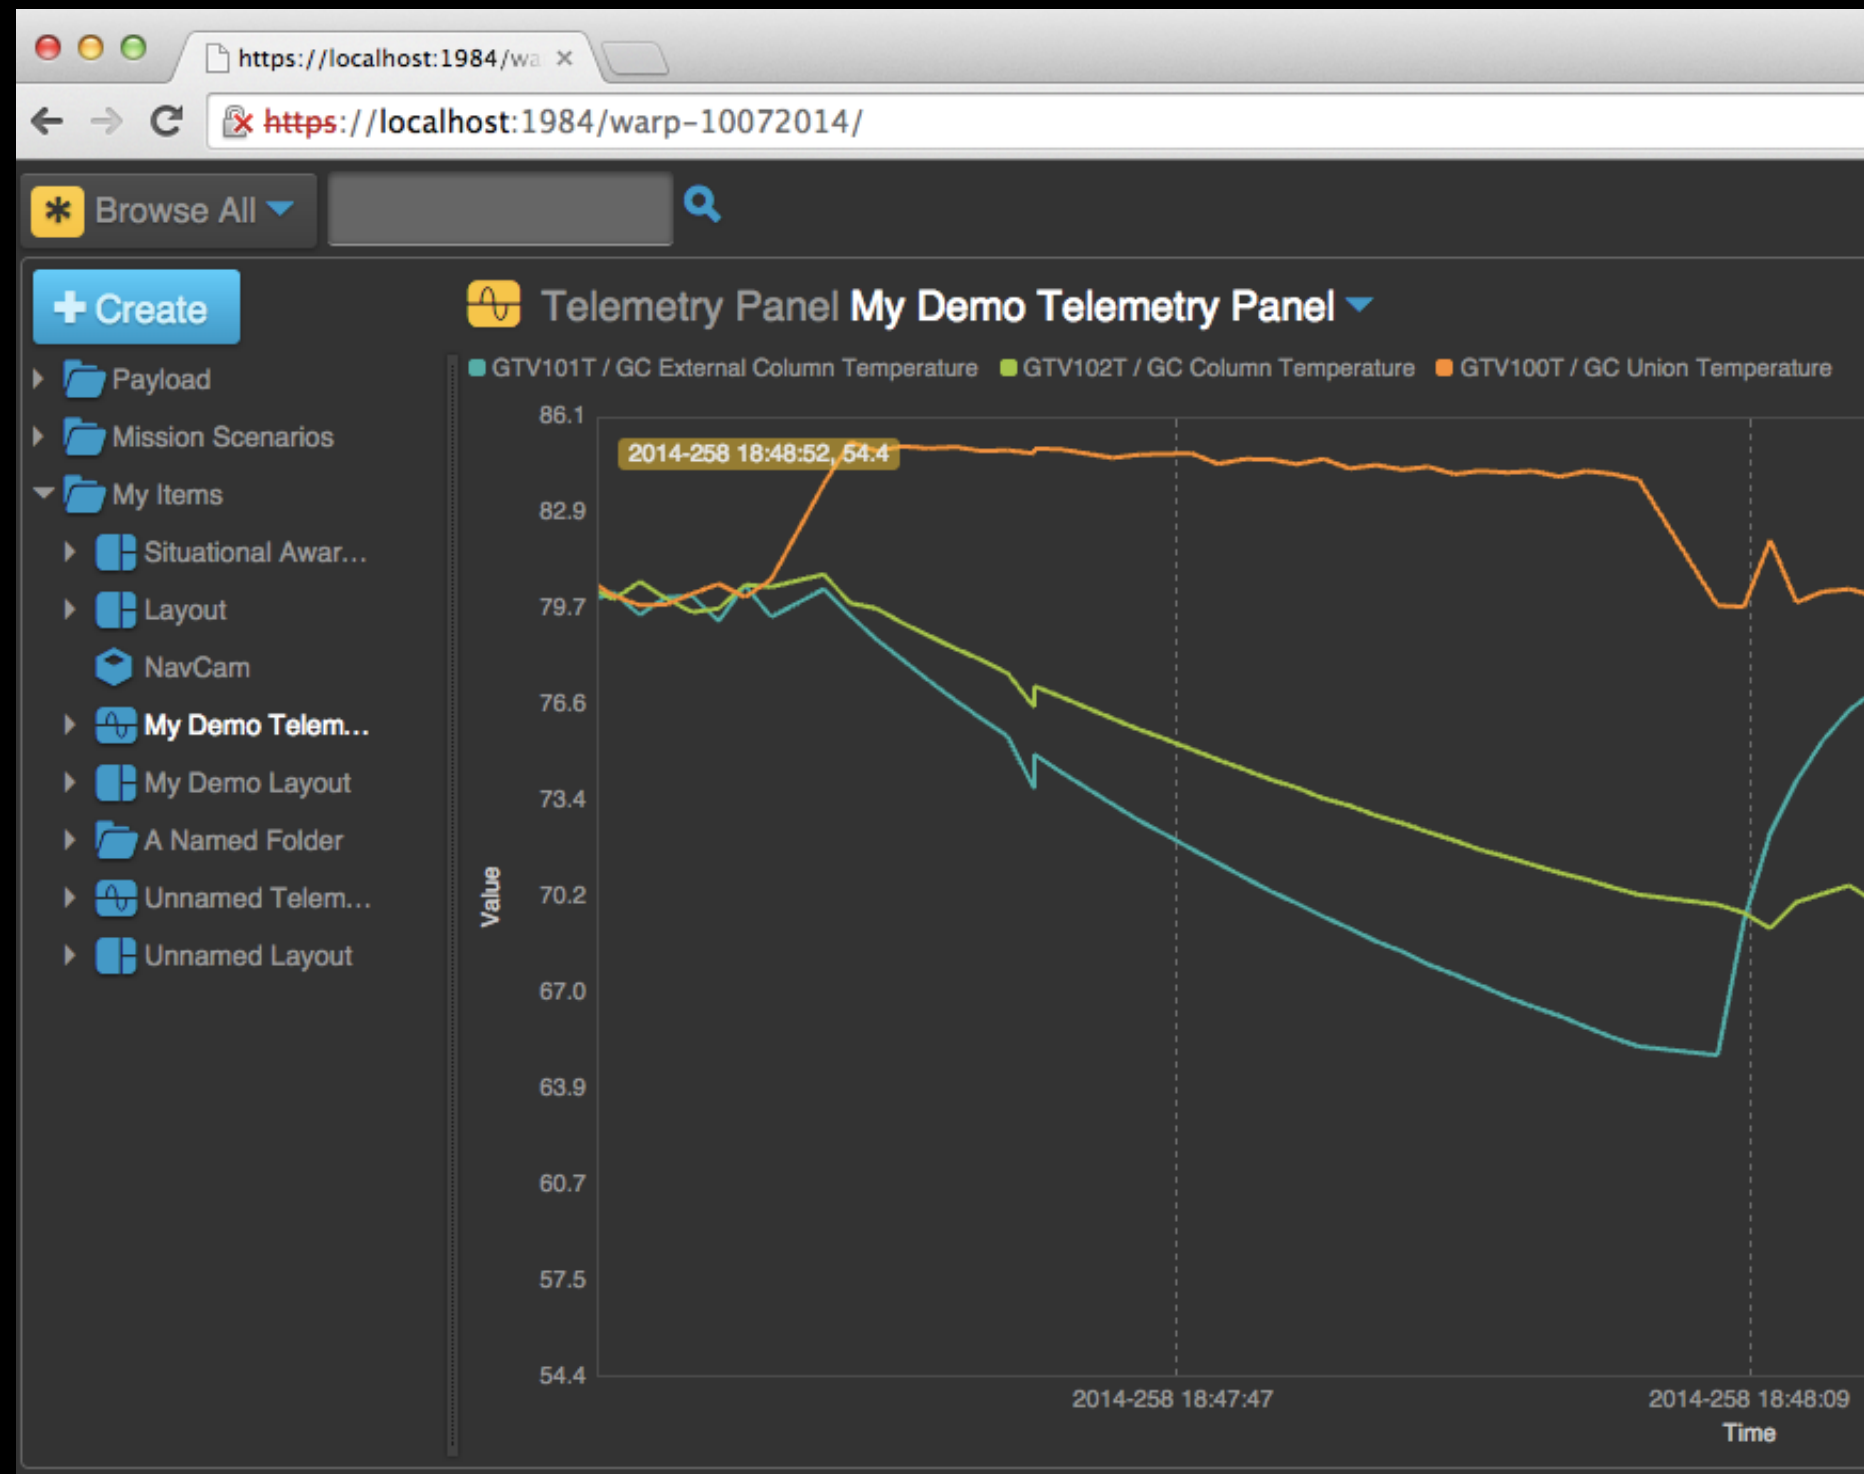 https://localhost:1984/wa
https://localhost:1984/warp-10072014/
Browse All
Create
Payload
Mission Scenarios
My Items
Situational Awar...
Layout
NavCam
My Demo Telem...
My Demo Layout
A Named Folder
Unnamed Telem...
Unnamed Layout
Telemetry Panel My Demo Telemetry Panel
GTV101T / GC External Column Temperature GTV102T / GC Column Temperature GTV100T / GC Union Temperature
2014-258 18:48:52, 54.4
86.1
82.9
79.7
76.6
73.4
70.2
67.0
63.9
60.7
57.5
54.4
Value
2014-258 18:47:47 2014-258 18:48:09
Time